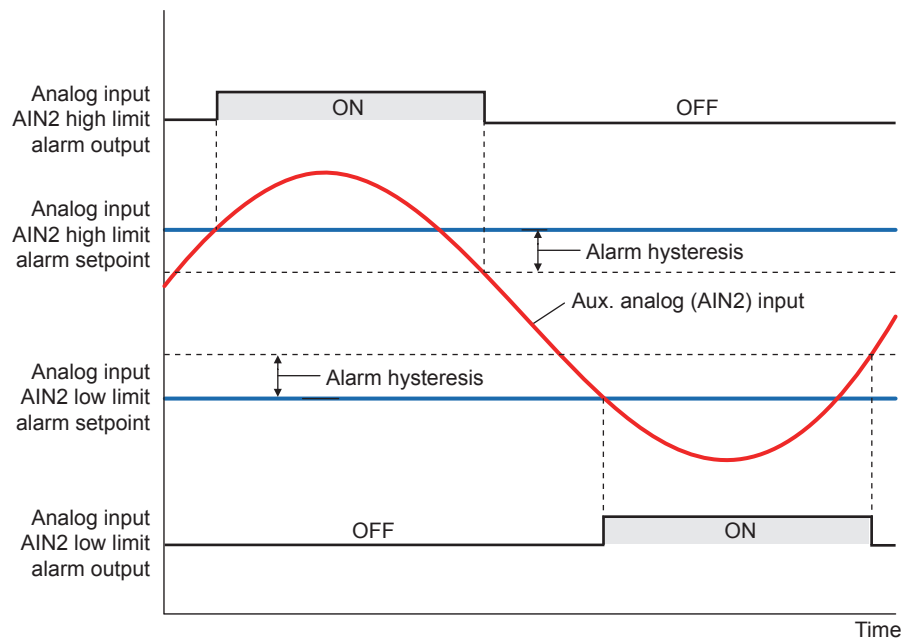 Analog input
AIN2 high limit
alarm output
ON
OFF
Analog input
AIN2 high limit
alarm setpoint
Alarm hysteresis
Aux. analog (AIN2) input
Analog input
AIN2 low limit
alarm setpoint
Alarm hysteresis
Analog input
AIN2 low limit
alarm output
OFF
ON
Time